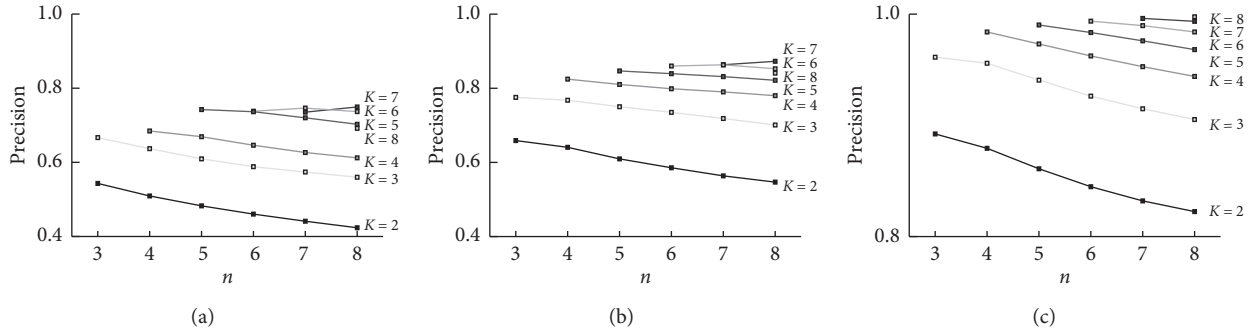 1.0
0.8
0.6
0.4
Precision
3 4 5 6 7 8
n
K = 7
K = 6
K = 5
K = 8
K = 4
K = 3
K = 2
(a)
1.0
0.8
0.6
0.4
Precision
3 4 5 6 7 8
n
K = 7
K = 6
K = 8
K = 5
K = 4
K = 3
K = 2
(b)
1.0
0.8
Precision
3 4 5 6 7 8
n
K = 8
K = 7
K = 6
K = 5
K = 4
K = 3
K = 2
(c)